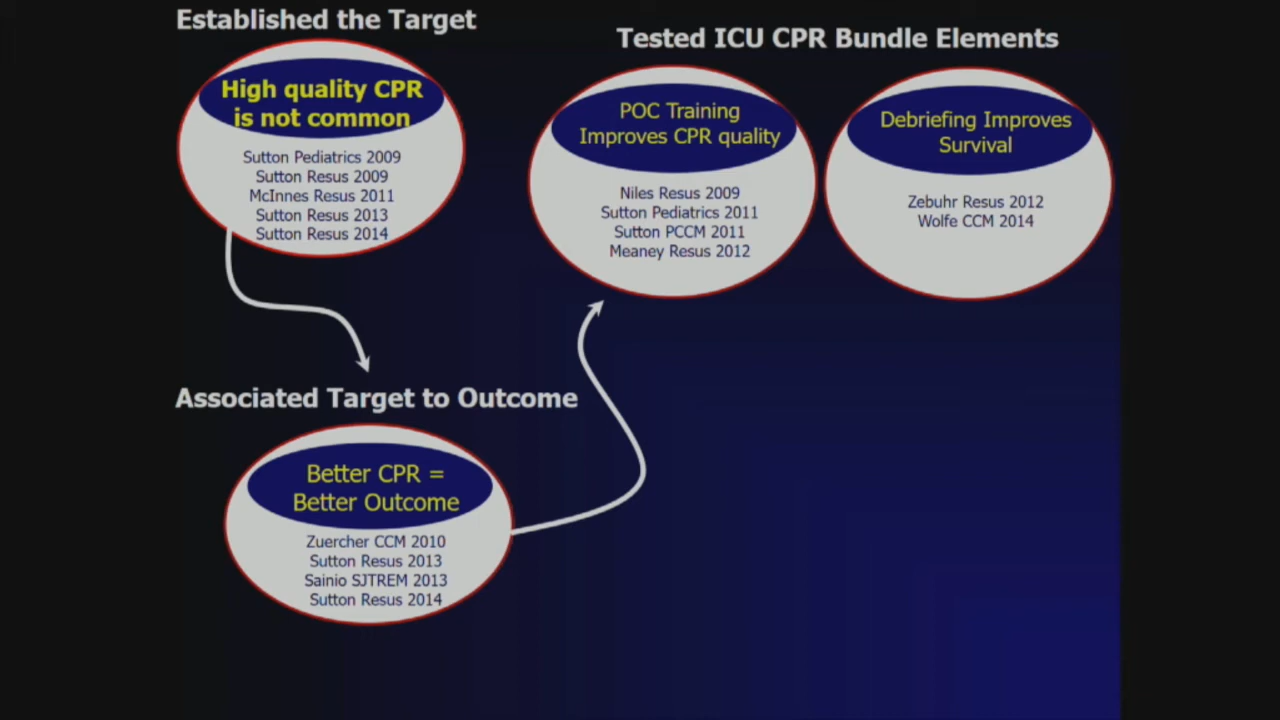 Established the Target
High quality CPR
is not common
Sutton Pediatrics 2009
Sutton Resus 2009
McInnes Resus 2011
Sutton Resus 2013
Sutton Resus 2014
Associated Target to Outcome
Better CPR =
Better Outcome
Zuercher CCM 2010
Sutton Resus 2013
Sainio SJTREM 2013
Sutton Resus 2014
Tested ICU CPR Bundle Elements
POC Training
Improves CPR quality
Niles Resus 2009
Sutton Pediatrics 2011
Sutton PCCM 2011
Meaney Resus 2012
Debriefing Improves
Survival
Zebuhr Resus 2012
Wolfe CCM 2014